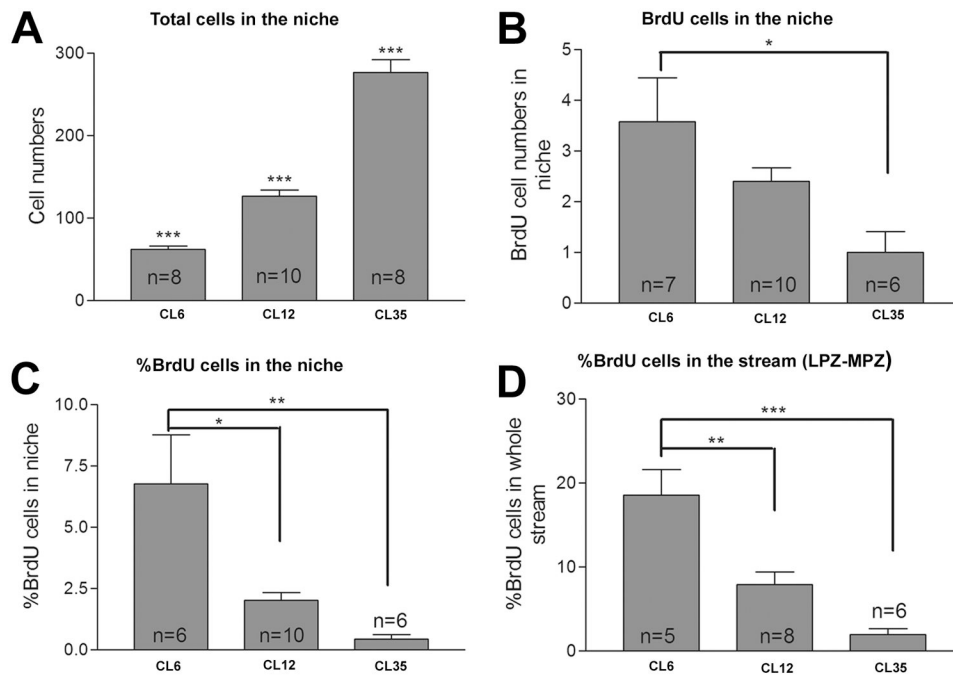 A
Total cells in the niche
Cell numbers
300
200
100
0
***
***
***
n=8
n=10
n=8
CL6
CL12
CL35
B
BrdU cells in the niche
BrdU cell numbers in
niche
5
4
3
2
1
0
*
n=7
n=10
n=6
CL6
CL12
CL35
C
%BrdU cells in the niche
%BrdU cells in niche
10.0
7.5
5.0
2.5
0.0
**
*
n=6
n=10
n=6
CL6
CL12
CL35
D
%BrdU cells in the stream (LPZ-MPZ)
%BrdU cells in whole
stream
30
20
10
0
***
**
n=5
n=8
n=6
CL6
CL12
CL35